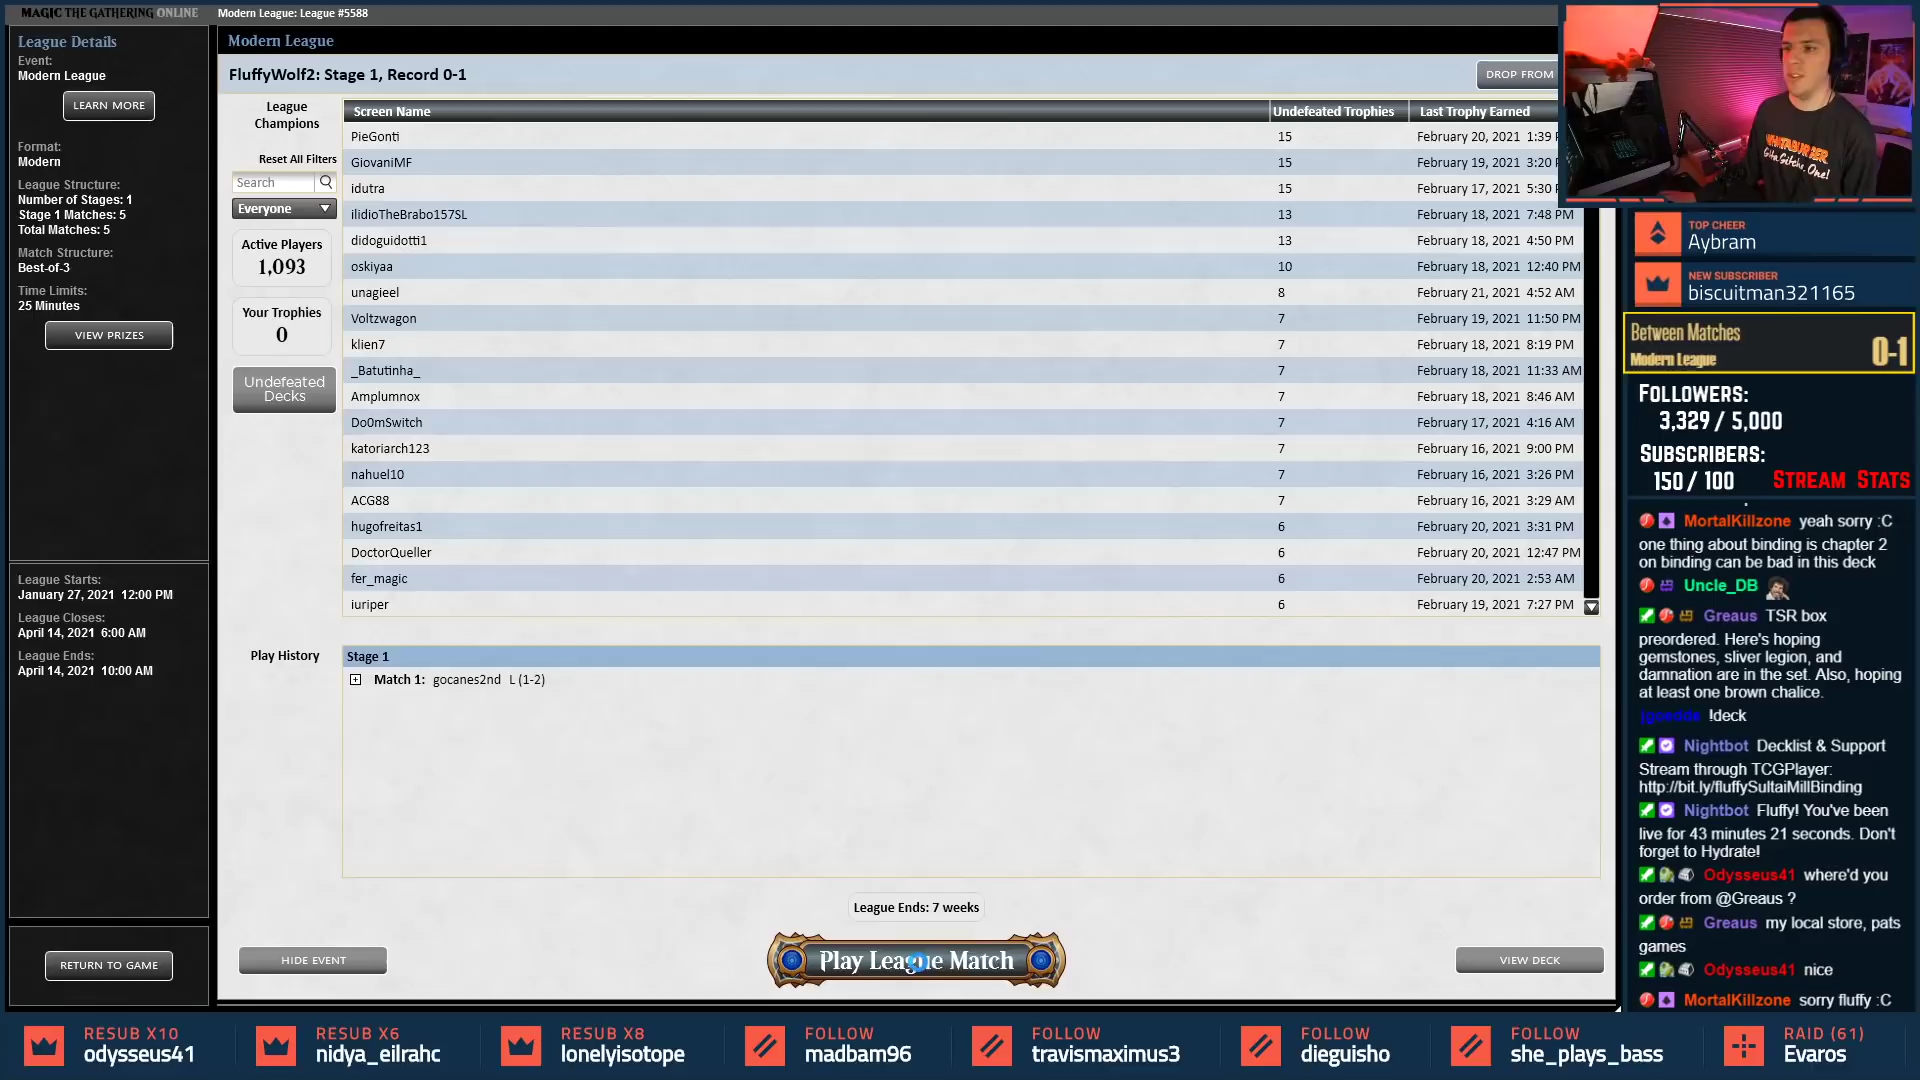 MAGIC THE GATHERING ONLINE
Modern League: League #5588
League Details
Event:
Modern League
LEARN MORE
Format:
Modern
League Structure:
Number of Stages: 1
Stage 1 Matches: 5
Total Matches: 5
Match Structure:
Best-of-3
Time Limits:
25 Minutes
VIEW PRIZES
League Starts:
January 27, 2021 12:00 PM
League Closes:
April 14, 2021 6:00 AM
League Ends:
April 14, 2021 10:00 AM
RETURN TO GAME
Modern League
FluffyWolf2: Stage 1, Record 0-1
DROP FROM
League
Champions
Reset All Filters
Search
Everyone
Active Players
1,093
Your Trophies
0
Undefeated
Decks
Screen Name Undefeated Trophies Last Trophy Earned
PieGonti 15 February 20, 2021 1:39
GiovaniMF 15 February 19, 2021 3:20
idutra 15 February 17, 2021 5:30
ilidioTheBrabo157SL 13 February 18, 2021 7:48 PM
didoguidotti1 13 February 18, 2021 4:50 PM
oskiyaa 10 February 18, 2021 12:40 PM
unagieel 8 February 21, 2021 4:52 AM
Voltzwagon 7 February 19, 2021 11:50 PM
klien7 7 February 18, 2021 8:19 PM
_Batutinha_ 7 February 18, 2021 11:33 AM
Amplumnox 7 February 18, 2021 8:46 AM
Do0mSwitch 7 February 17, 2021 4:16 AM
katoriarch123 7 February 16, 2021 9:00 PM
nahuel10 7 February 16, 2021 3:26 PM
ACG88 7 February 16, 2021 3:29 AM
hugofreitas1 6 February 20, 2021 3:31 PM
DoctorQueller 6 February 20, 2021 12:47 PM
fer_magic 6 February 20, 2021 2:53 AM
iuriper 6 February 19, 2021 7:27 PM
Play History
Stage 1
Match 1: gocanes2nd L (1-2)
League Ends: 7 weeks
HIDE EVENT
Play League Match
VIEW DECK
WHATABURGER
TOP CHEER
Aybram
NEW SUBSCRIBER
biscuitman321165
Between Matches
Modern League
0-1
FOLLOWERS:
3,329 / 5,000
SUBSCRIBERS:
150 / 100
STREAM STATS
MortalKillzone yeah sorry :C
one thing about binding is chapter 2
on binding can be bad in this deck
Uncle_DB
Greaus TSR box
preordered. Here's hoping
gemstones, sliver legion, and
damnation are in the set. Also, hoping
at least one brown chalice.
!deck
Nightbot Decklist & Support
Stream through TCGPlayer:
http://bit.ly/fluffySultaiMillBinding
Nightbot Fluffy! You've been
live for 43 minutes 21 seconds. Don't
forget to Hydrate!
Odysseus41 where'd you
order from @Greaus ?
Greaus my local store, pats
games
Odysseus41 nice
MortalKillzone sorry fluffy :C
RESUB X10
odysseus41
RESUB X6
nidya_eilrahc
RESUB X8
lonelyisotope
FOLLOW
madbam96
FOLLOW
travismaximus3
FOLLOW
dieguisho
FOLLOW
she_plays_bass
RAID (61)
Evaros